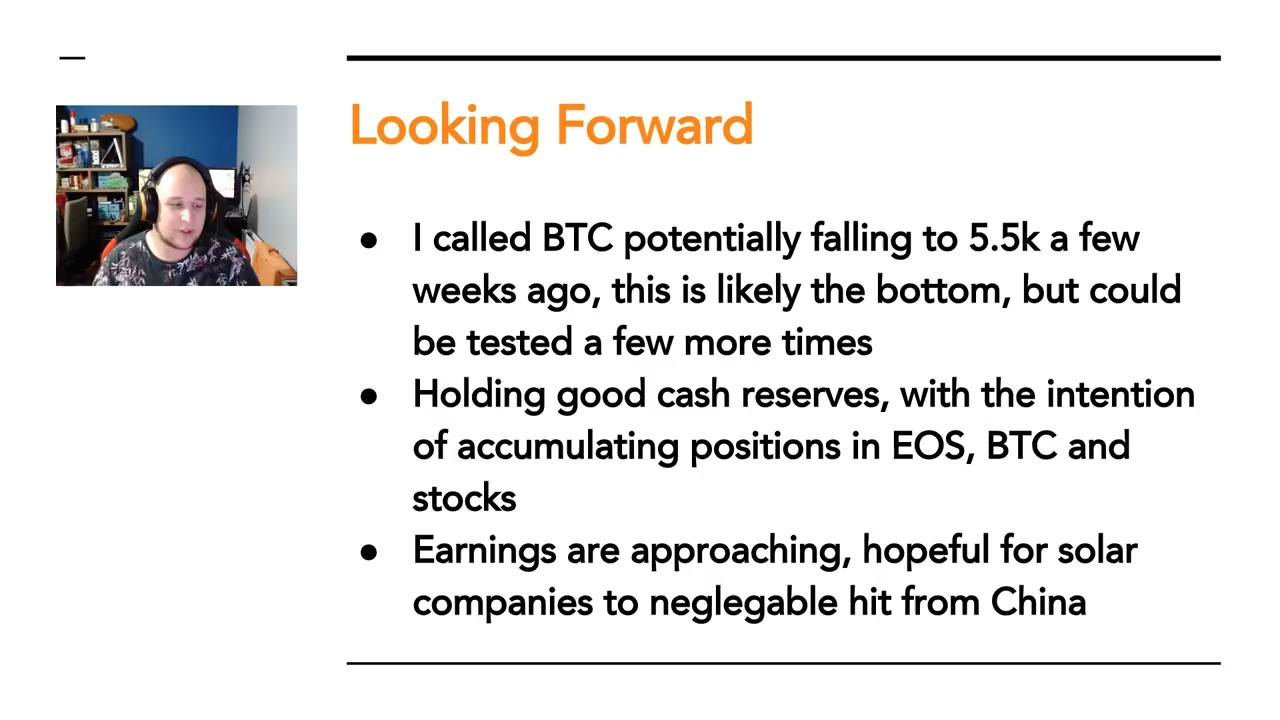 Looking Forward
● I called BTC potentially falling to 5.5k a few
weeks ago, this is likely the bottom, but could
be tested a few more times
● Holding good cash reserves, with the intention
of accumulating positions in EOS, BTC and
stocks
● Earnings are approaching, hopeful for solar
companies to neglegable hit from China